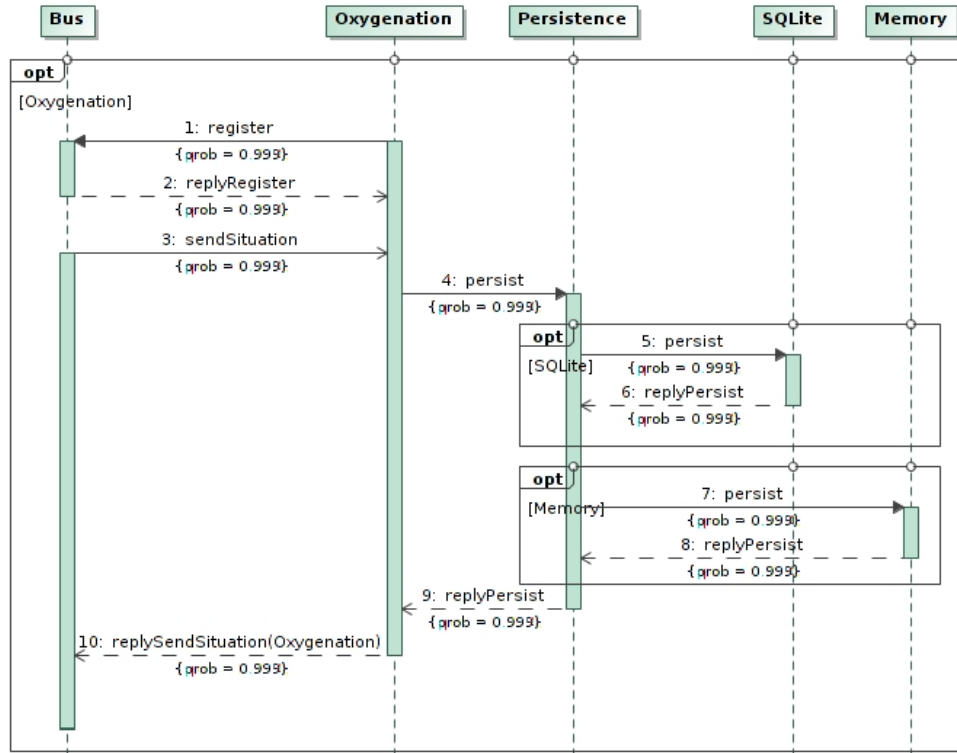 Bus Oxygenation Persistence SQLite Memory
opt
[Oxygenation]
1: register
{prob = 0.999}
2: replyRegister
{prob = 0.999}
3: sendSituation
{prob = 0.999}
4: persist
{prob = 0.999}
opt
5: persist
[SQLite]
{prob = 0.999}
6: replyPersist
{prob = 0.999}
opt
7: persist
[Memory]
{prob = 0.999}
8: replyPersist
{prob = 0.999}
9: replyPersist
{prob = 0.999}
10: replySendSituation(Oxygenation)
{prob = 0.999}